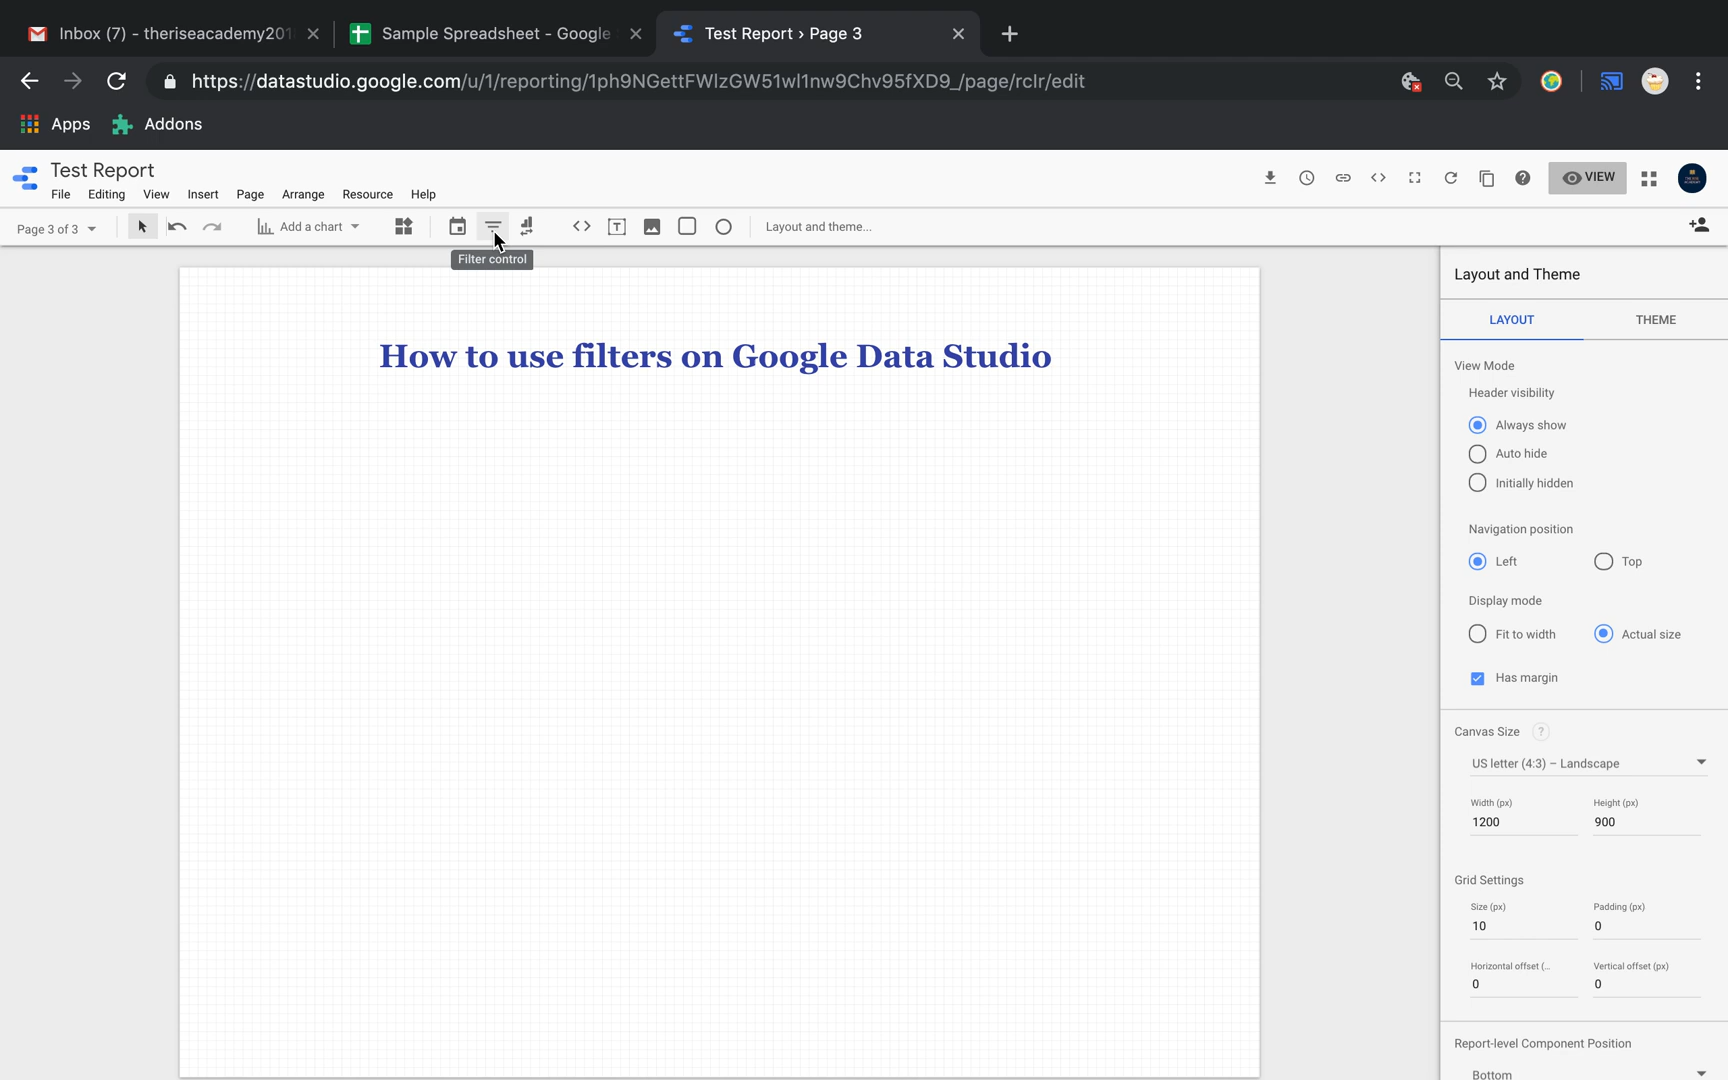 Inbox (7) - theriseacademy201
Sample Spreadsheet - Google
Test Report › Page 3
https://datastudio.google.com/u/1/reporting/1ph9NGettFWlzGW51wl1nw9Chv95fXD9_/page/rclr/edit
Apps
Addons
Test Report
File Editing View Insert Page Arrange Resource Help
VIEW
Page 3 of 3
Add a chart
Layout and theme...
Filter control
How to use filters on Google Data Studio
Layout and Theme
LAYOUT THEME
View Mode
Header visibility
Always show
Auto hide
Initially hidden
Navigation position
Left Top
Display mode
Fit to width Actual size
Has margin
Canvas Size ?
US letter (4:3) – Landscape
Width (px) Height (px)
1200 900
Grid Settings
Size (px) Padding (px)
10 0
Horizontal offset (... Vertical offset (px)
0 0
Report-level Component Position
Bottom